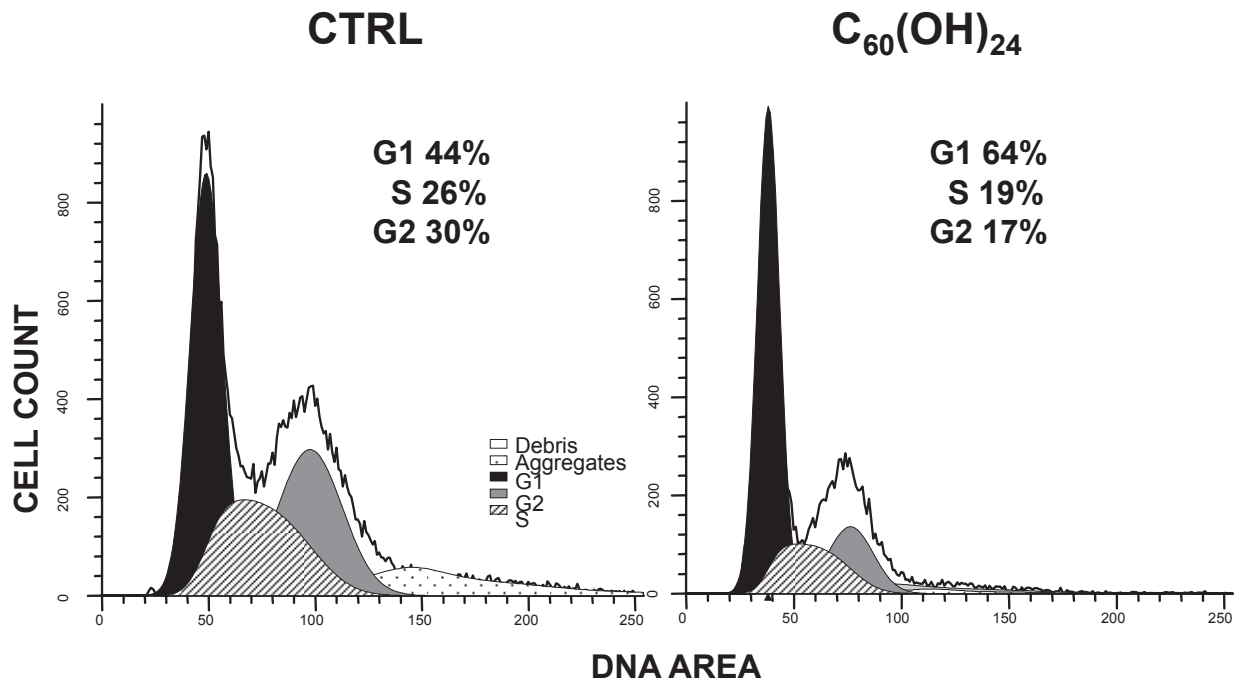 CTRL
C60(OH)24
G1 44%
S 26%
G2 30%
G1 64%
S 19%
G2 17%
CELL COUNT
800
600
400
200
0
0
50
100
150
200
250
Debris
Aggregates
G1
G2
S
800
600
400
200
0
0
50
100
150
200
250
DNA AREA